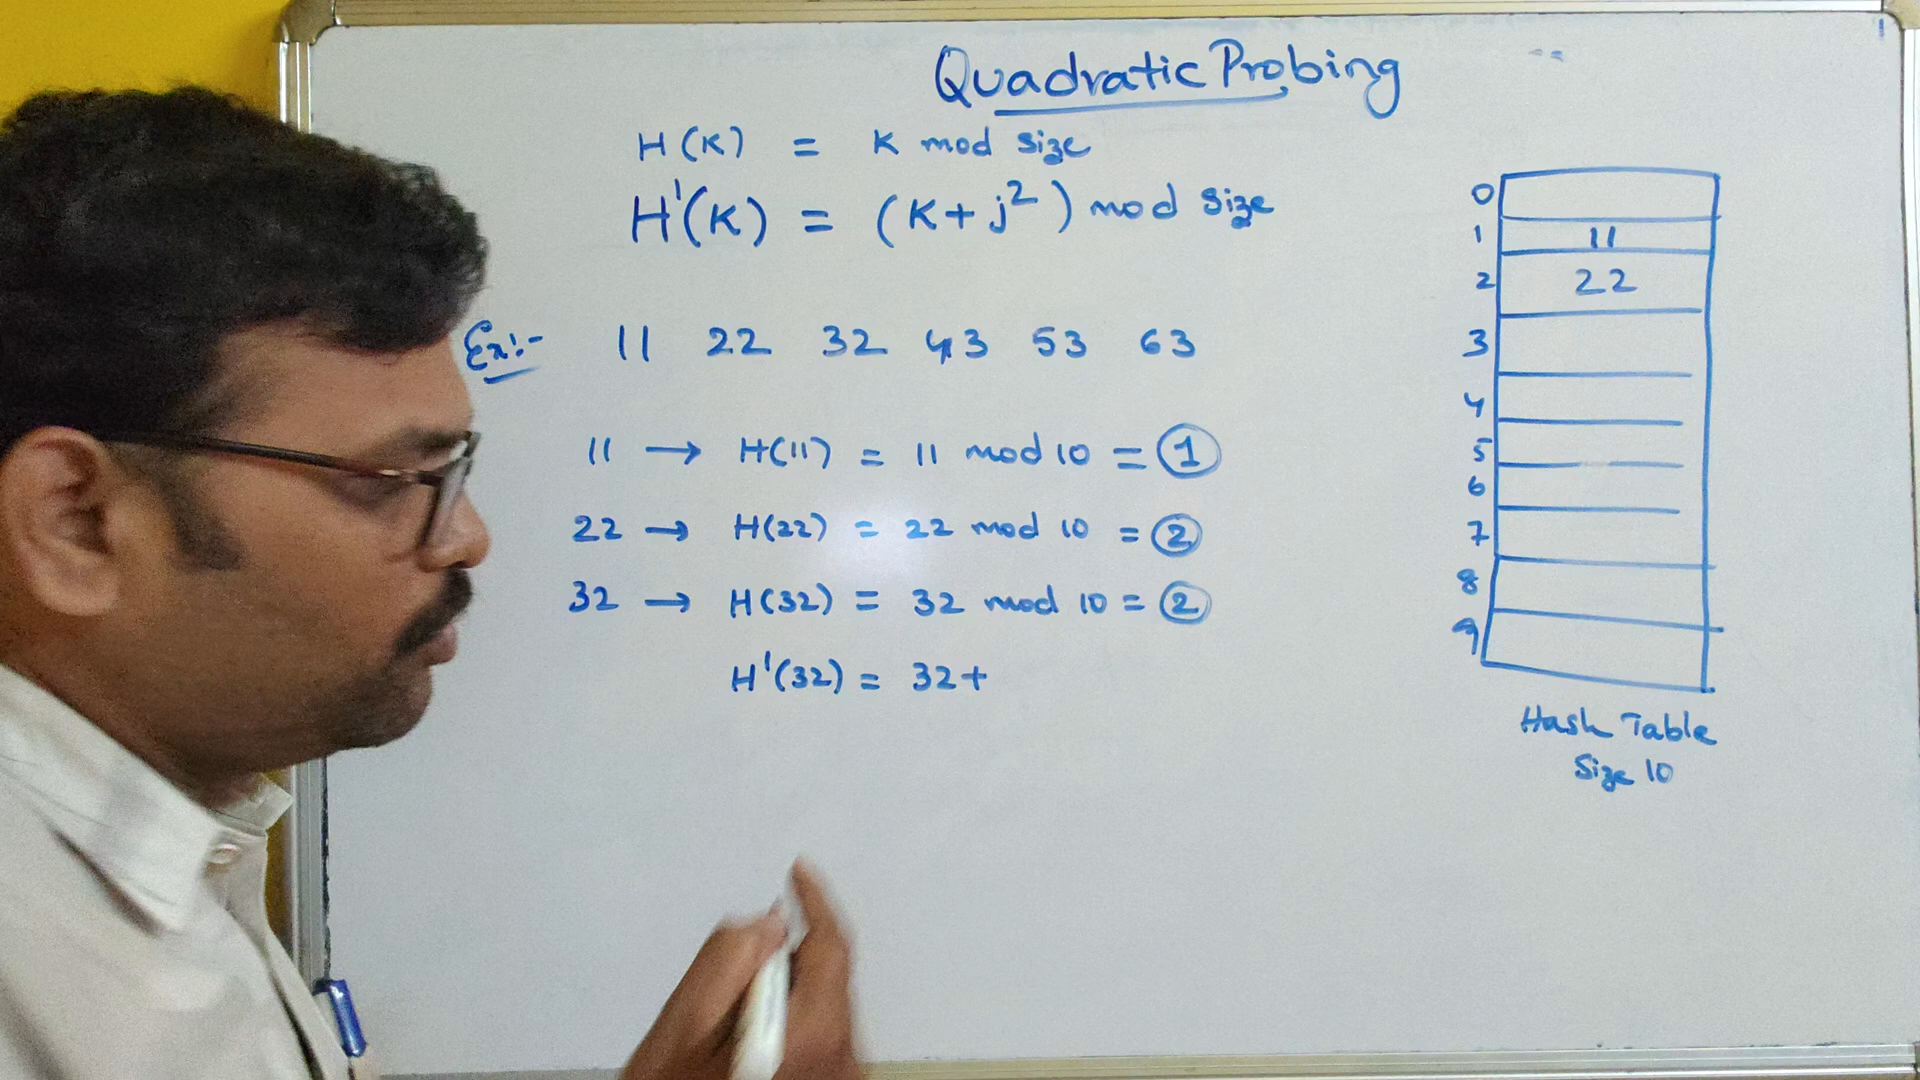 Quadratic Probing
H(K) = K mod size
H'(K) = (K+j²) mod size
Ex:- 11 22 32 43 53 63
11 → H(11) = 11 mod 10 = 1
22 → H(22) = 22 mod 10 = 2
32 → H(32) = 32 mod 10 = 2
H'(32) = 32+
0
1 11
2 22
3
4
5
6
7
8
9
Hash Table
Size 10